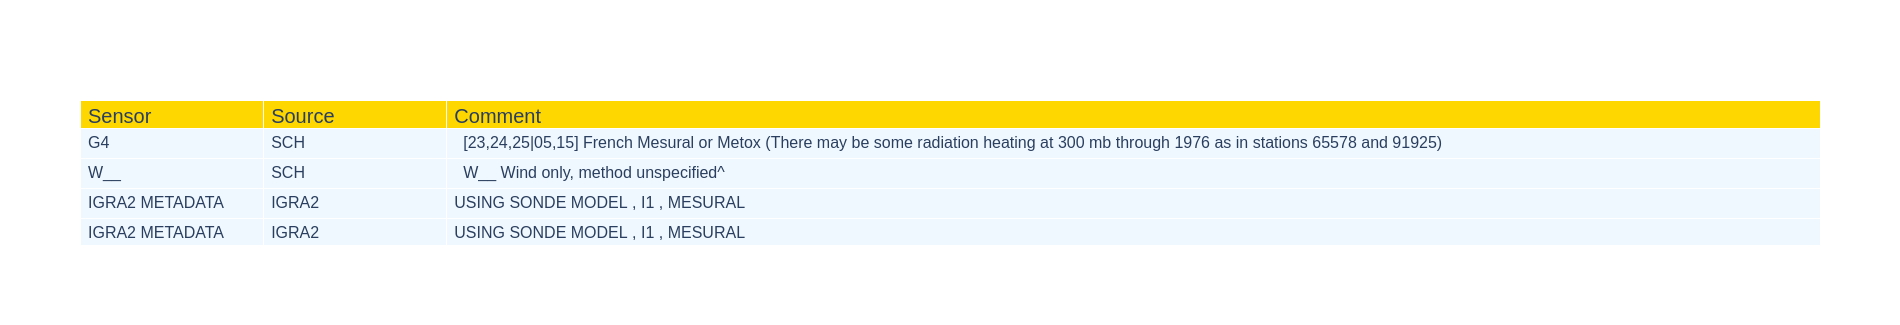 Sensor Source Comment
G4 SCH [23,24,25|05,15] French Mesural or Metox (There may be some radiation heating at 300 mb through 1976 as in stations 65578 and 91925)
W__ SCH W__ Wind only, method unspecified^
IGRA2 METADATA IGRA2 USING SONDE MODEL , I1 , MESURAL
IGRA2 METADATA IGRA2 USING SONDE MODEL , I1 , MESURAL